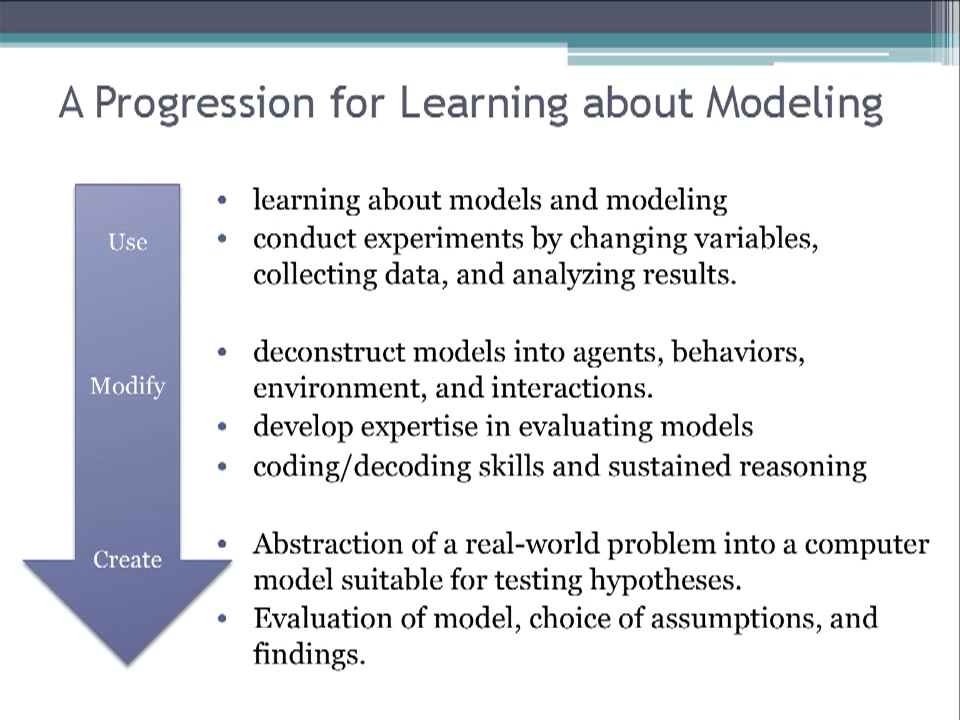 A Progression for Learning about Modeling
Use
• learning about models and modeling
• conduct experiments by changing variables,
collecting data, and analyzing results.
Modify
• deconstruct models into agents, behaviors,
environment, and interactions.
• develop expertise in evaluating models
• coding/decoding skills and sustained reasoning
Create
• Abstraction of a real-world problem into a computer
model suitable for testing hypotheses.
• Evaluation of model, choice of assumptions, and
findings.